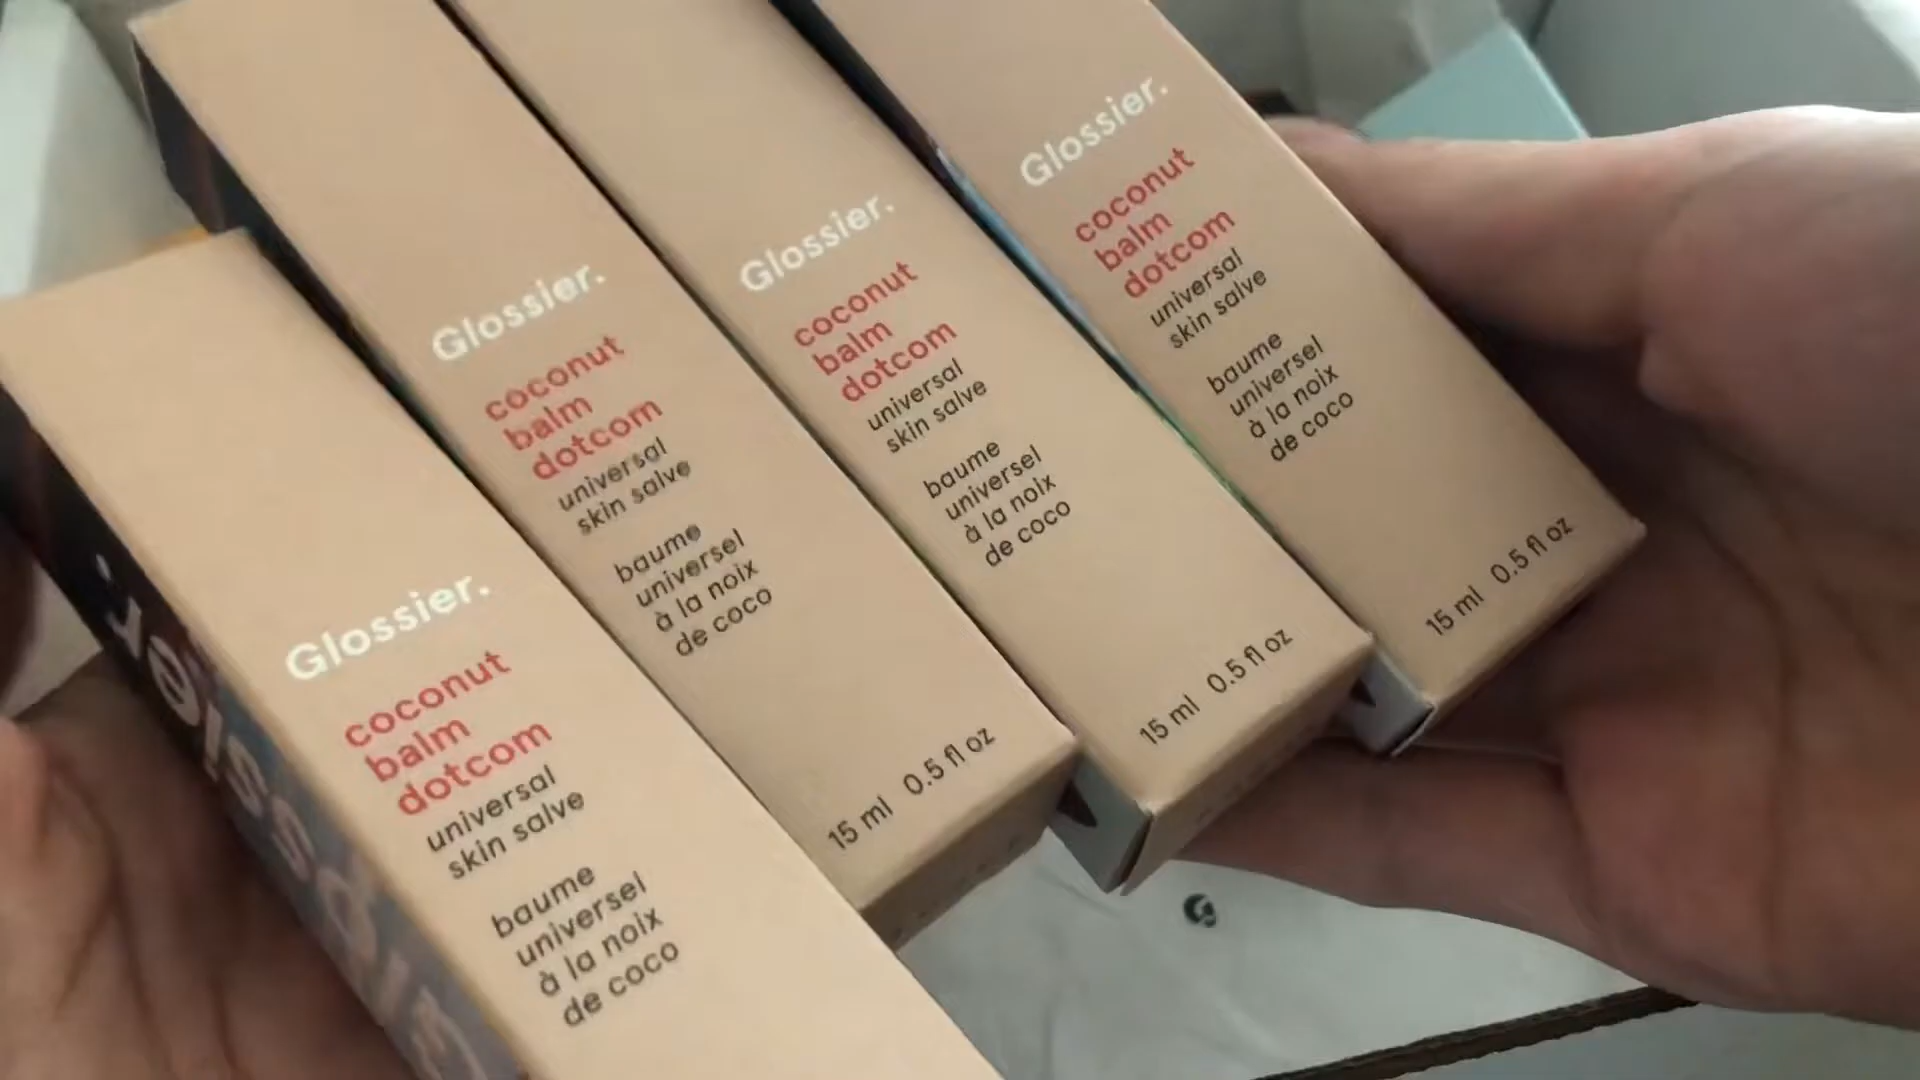 Glossier.
coconut
balm
dotcom
universal
skin salve
baume
universel
à la noix
de coco
Glossier.
Glossier.
coconut
balm
dotcom
universal
skin salve
baume
universel
à la noix
de coco
15 ml 0.5 fl oz
Glossier.
coconut
balm
dotcom
universal
skin salve
baume
universel
à la noix
de coco
15 ml 0.5 fl oz
Glossier.
coconut
balm
dotcom
universal
skin salve
baume
universel
à la noix
de coco
15 ml 0.5 fl oz
G